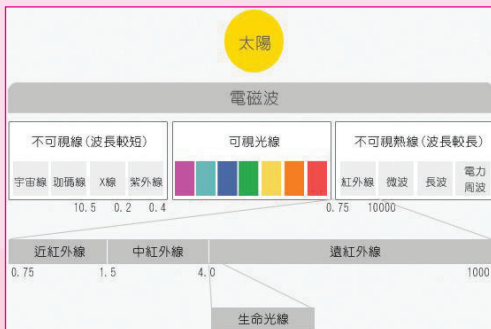 太陽
電磁波
不可視線(波長較短)
可視光線
不可視熱線(波長較長)
宇宙線 珈碼線 X線 紫外線
紅外線 微波 長波 電力周波
10.5 0.2 0.4
0.75 10000
近紅外線 中紅外線 遠紅外線
0.75 1.5 4.0 1000
生命光線